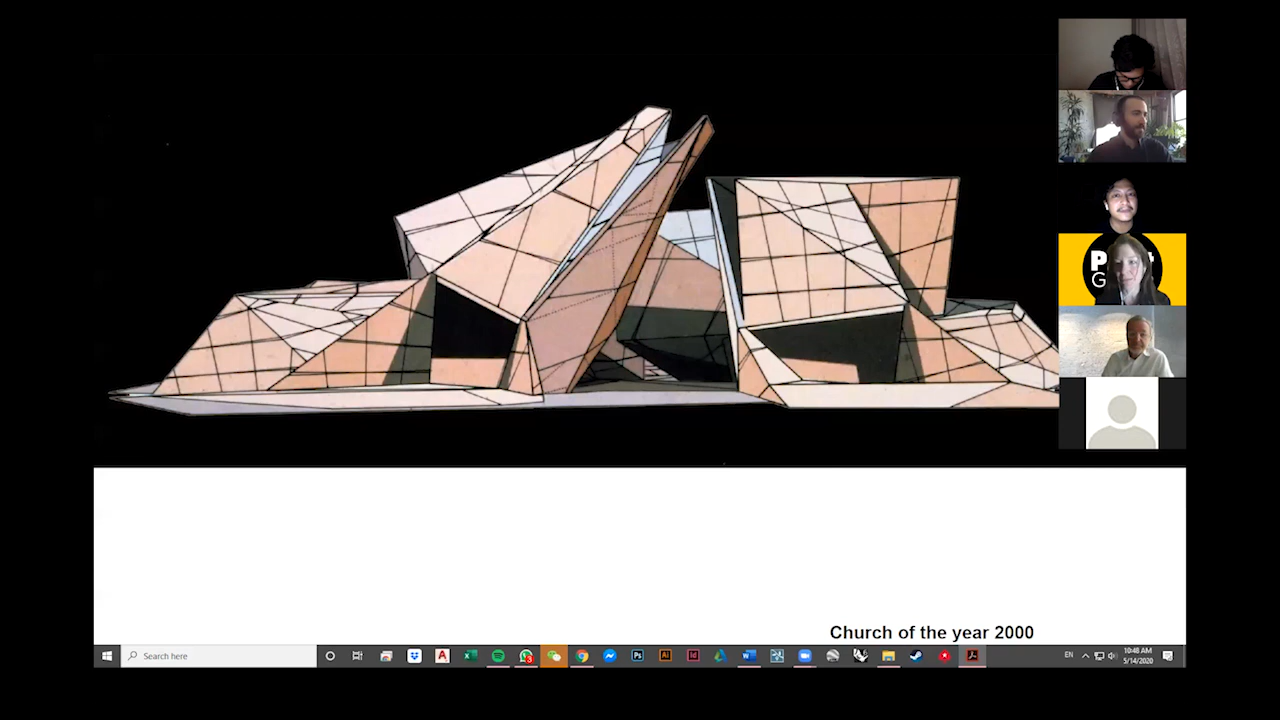 Church of the year 2000
Search here
EN
10:48 AM
5/14/2020